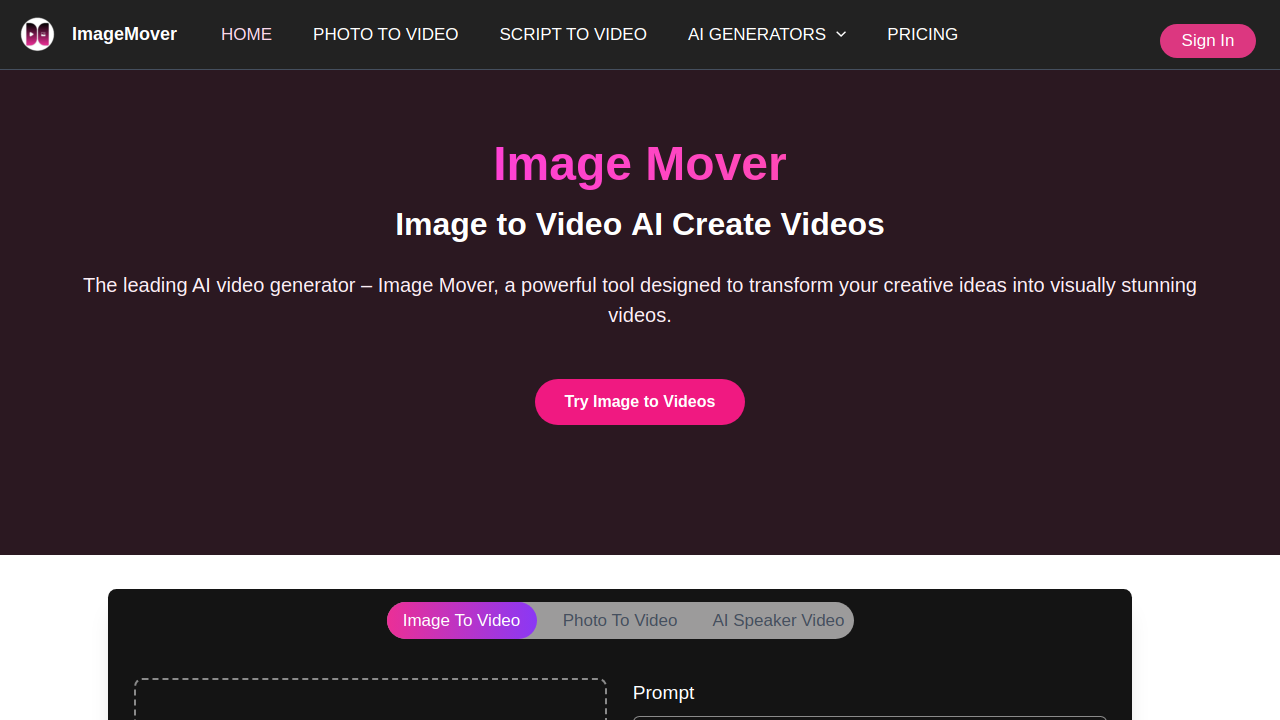 ImageMover
HOME
PHOTO TO VIDEO
SCRIPT TO VIDEO
AI GENERATORS
PRICING
Sign In
Image Mover
Image to Video AI Create Videos
The leading AI video generator – Image Mover, a powerful tool designed to transform your creative ideas into visually stunning
videos.
Try Image to Videos
Image To Video
Photo To Video
AI Speaker Video
Prompt